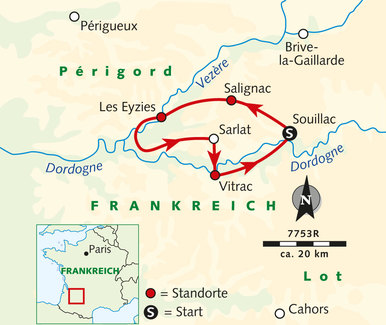 Périgueux
Brive-
la-Gaillarde
Périgord
Vezère
Salignac
Les Eyzies
Souillac
Sarlat
S
Dordogne
Dordogne
Vitrac
FRANKREICH
N
7753R
ca. 20 km
Paris
FRANKREICH
Lot
= Standorte
S = Start
Cahors